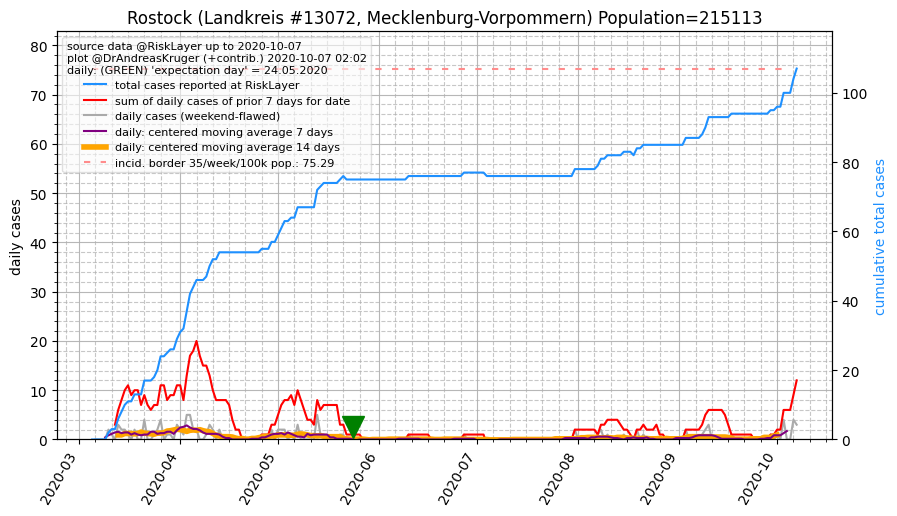 Rostock (Landkreis #13072, Mecklenburg-Vorpommern) Population=215113
source data @RiskLayer up to 2020-10-07
plot @DrAndreasKruger (+contrib.) 2020-10-07 02:02
daily: (GREEN) 'expectation day' = 24.05.2020
total cases reported at RiskLayer
sum of daily cases of prior 7 days for date
daily cases (weekend-flawed)
daily: centered moving average 7 days
daily: centered moving average 14 days
incid. border 35/week/100k pop.: 75.29
daily cases
80
70
60
50
40
30
20
10
0
cumulative total cases
100
80
60
40
20
0
2020-03
2020-04
2020-05
2020-06
2020-07
2020-08
2020-09
2020-10